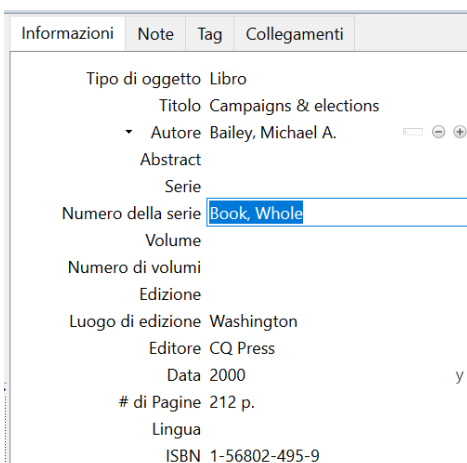 Informazioni Note Tag Collegamenti
Tipo di oggetto Libro
Titolo Campaigns & elections
Autore Bailey, Michael A.
Abstract
Serie
Numero della serie Book, Whole
Volume
Numero di volumi
Edizione
Luogo di edizione Washington
Editore CQ Press
Data 2000 y
# di Pagine 212 p.
Lingua
ISBN 1-56802-495-9